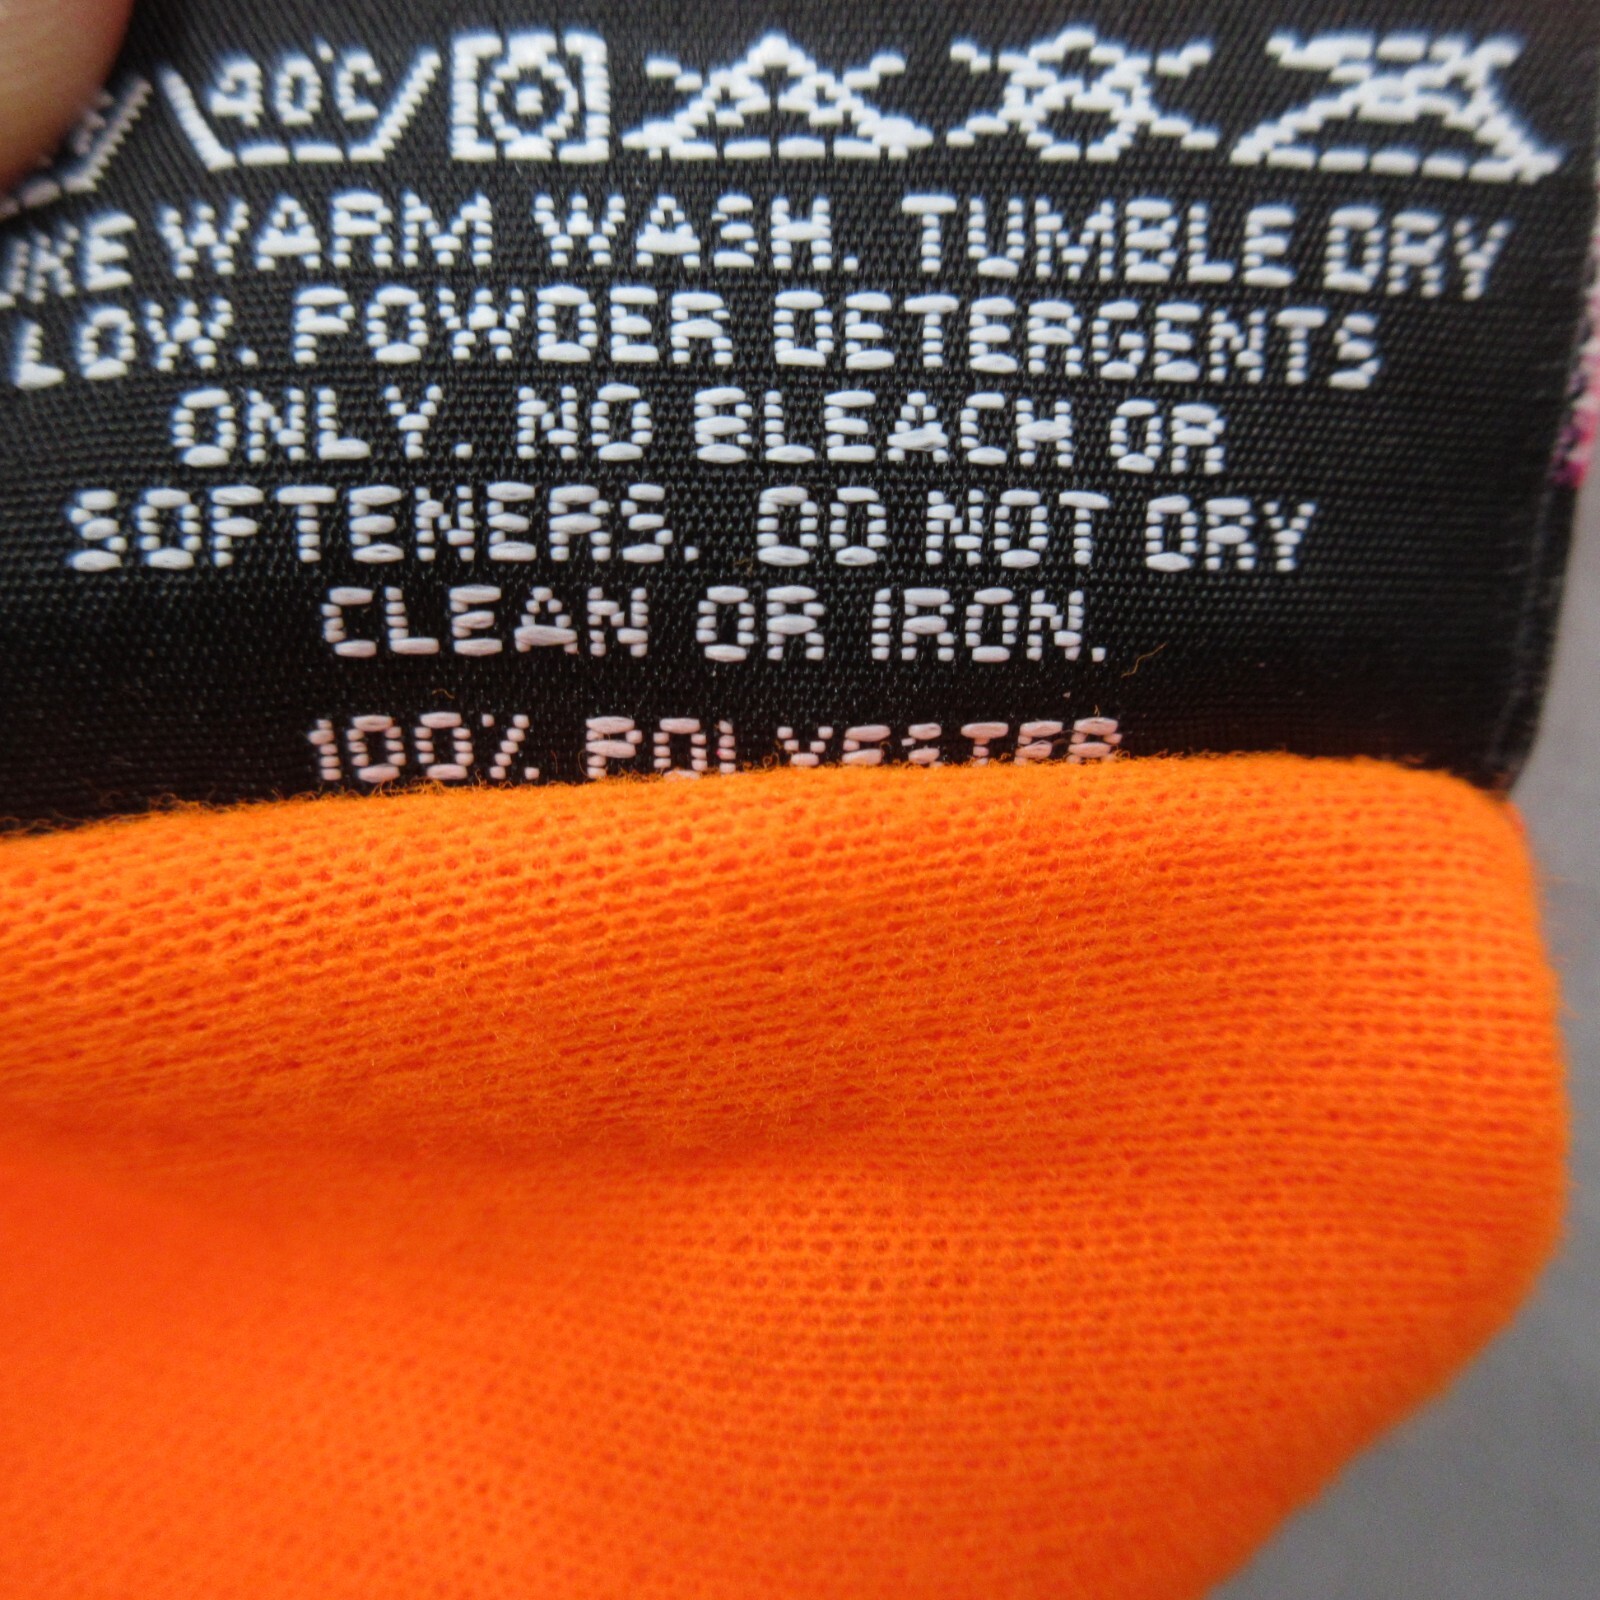 40°C
WARM WASH. TUMBLE DRY
LOW. POWDER DETERGENTS
ONLY. NO BLEACH OR
SOFTENERS. DO NOT DRY
CLEAN OR IRON.
100% POLYESTER